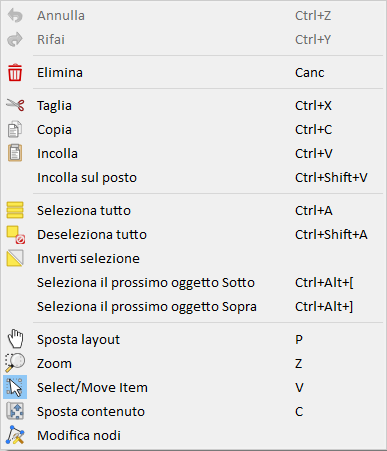 Annulla Ctrl+Z
Rifai Ctrl+Y
Elimina Canc
Taglia Ctrl+X
Copia Ctrl+C
Incolla Ctrl+V
Incolla sul posto Ctrl+Shift+V
Seleziona tutto Ctrl+A
Deseleziona tutto Ctrl+Shift+A
Inverti selezione
Seleziona il prossimo oggetto Sotto Ctrl+Alt+[
Seleziona il prossimo oggetto Sopra Ctrl+Alt+]
Sposta layout P
Zoom Z
Select/Move Item V
Sposta contenuto C
Modifica nodi